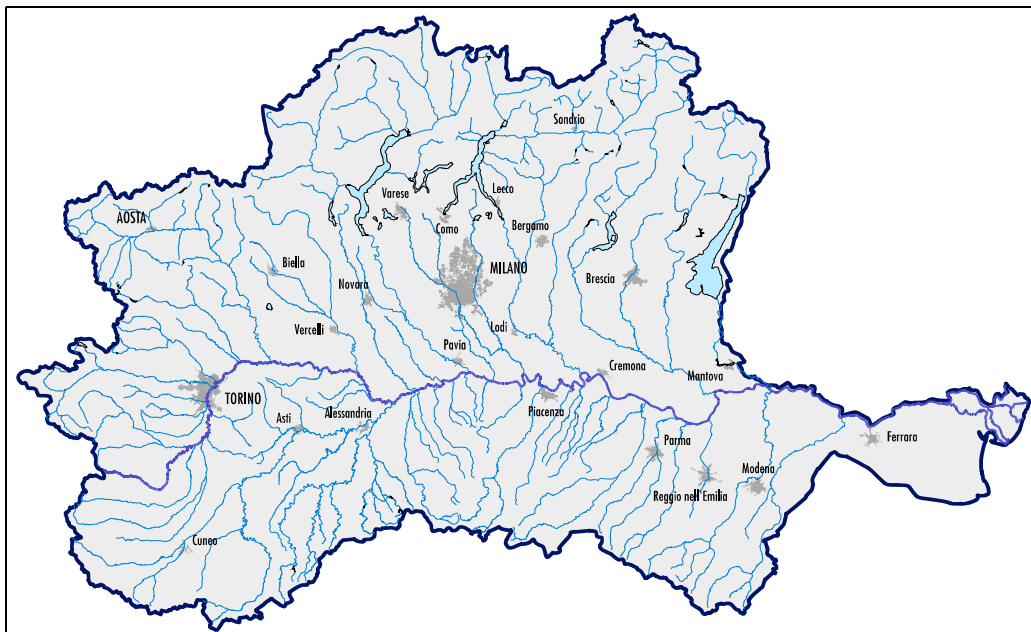 Sondrio
Varese
Lecco
AOSTA
Como
Bergamo
Biella
MILANO
Novara
Brescia
Vercelli
Lodi
Pavia
Cremona
Mantova
TORINO
Asti
Alessandria
Piacenza
Parma
Ferrara
Modena
Reggio nell'Emilia
Cuneo